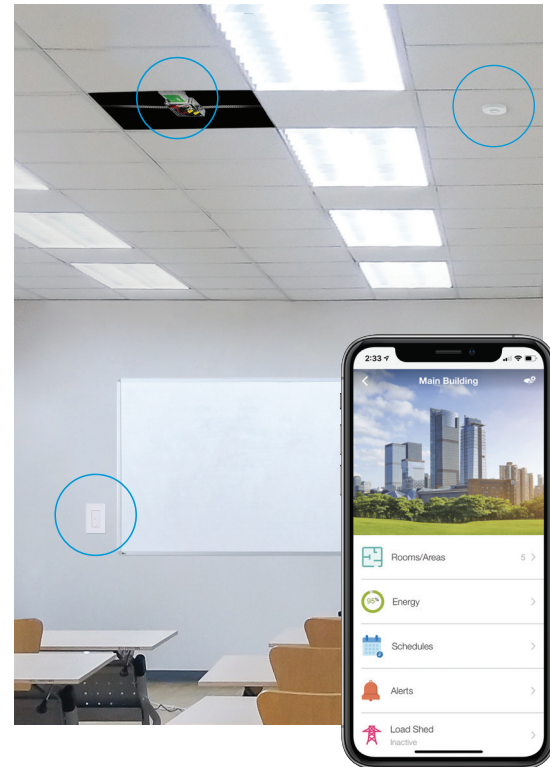 2:33
Main Building
Rooms/Areas 5
95%
Energy
Schedules
Alerts
Load Shed
Inactive